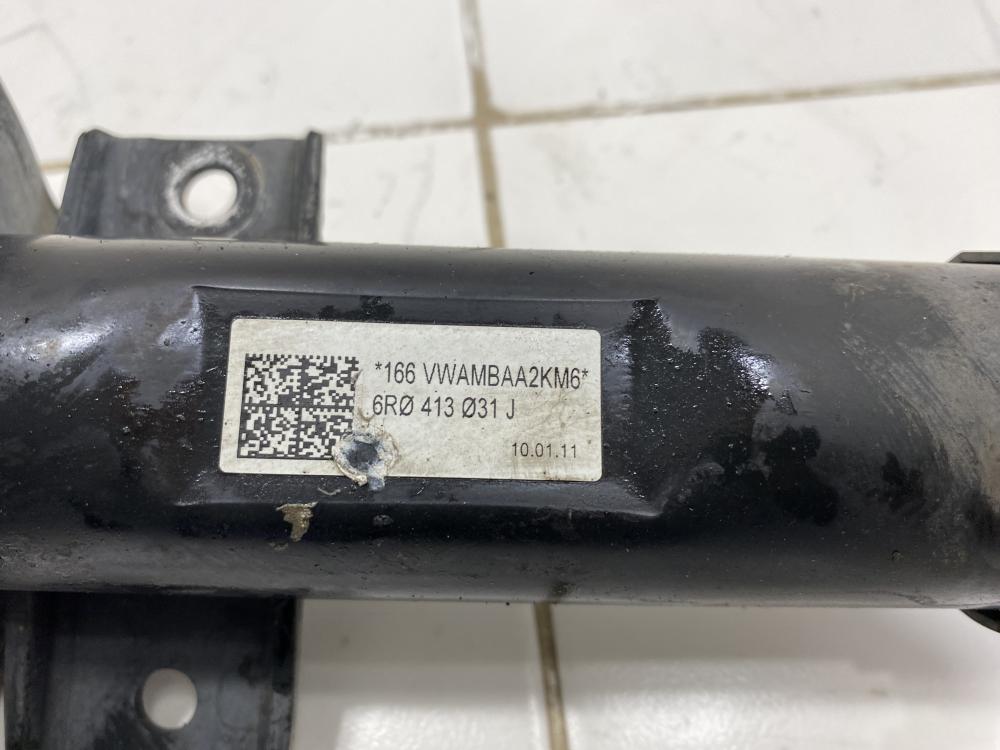 *166 VWAMBAA2KM6*
6RØ 413 Ø31 J
10.01.11